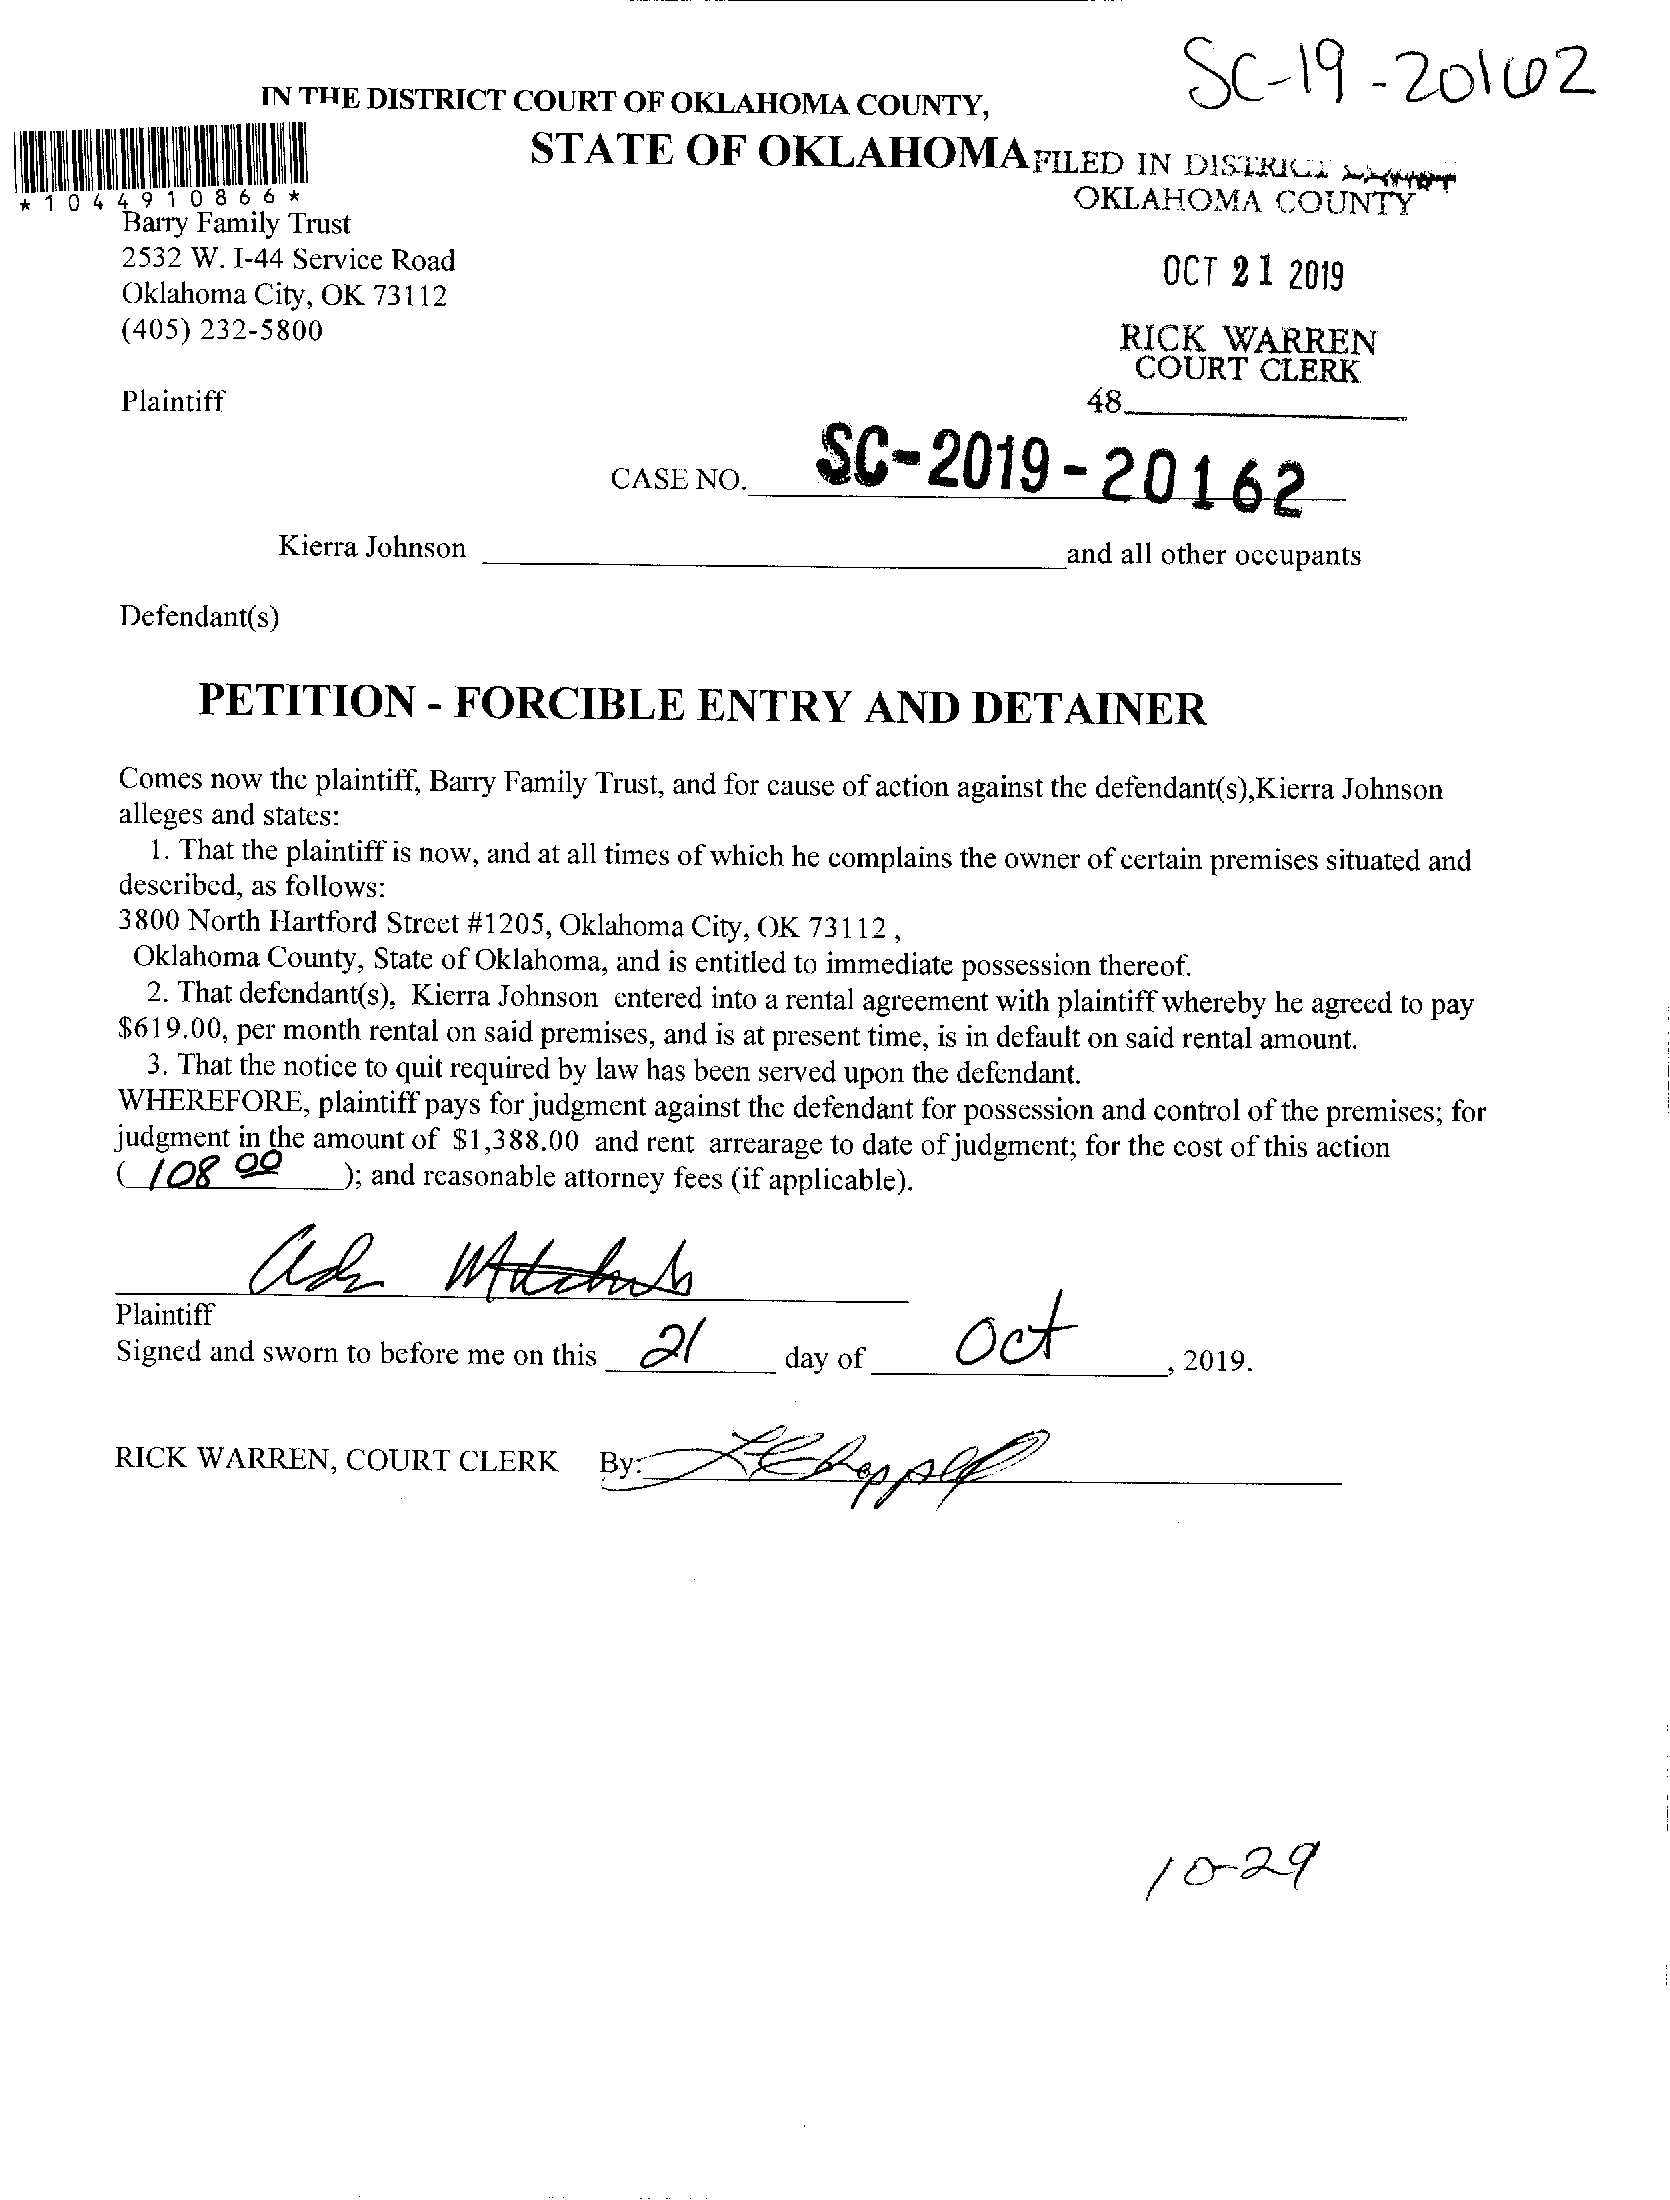 SC-19-20162
IN THE DISTRICT COURT OF OKLAHOMA COUNTY,
STATE OF OKLAHOMA
FILED IN DISTRICT
OKLAHOMA COUNTY
*1044910866*
Barry Family Trust
2532 W. I-44 Service Road
Oklahoma City, OK 73112
(405) 232-5800
OCT 21 2019
RICK WARREN
COURT CLERK
48
Plaintiff
CASE NO. SC-2019-20162
Kierra Johnson and all other occupants
Defendant(s)
PETITION - FORCIBLE ENTRY AND DETAINER
Comes now the plaintiff, Barry Family Trust, and for cause of action against the defendant(s),Kierra Johnson
alleges and states:
1. That the plaintiff is now, and at all times of which he complains the owner of certain premises situated and
described, as follows:
3800 North Hartford Street #1205, Oklahoma City, OK 73112 ,
Oklahoma County, State of Oklahoma, and is entitled to immediate possession thereof.
2. That defendant(s), Kierra Johnson entered into a rental agreement with plaintiff whereby he agreed to pay
$619.00, per month rental on said premises, and is at present time, is in default on said rental amount.
3. That the notice to quit required by law has been served upon the defendant.
WHEREFORE, plaintiff pays for judgment against the defendant for possession and control of the premises; for
judgment in the amount of $1,388.00 and rent arrearage to date of judgment; for the cost of this action
( 108 00 ); and reasonable attorney fees (if applicable).
Plaintiff
Signed and sworn to before me on this 21 day of Oct , 2019.
RICK WARREN, COURT CLERK By:
10-29